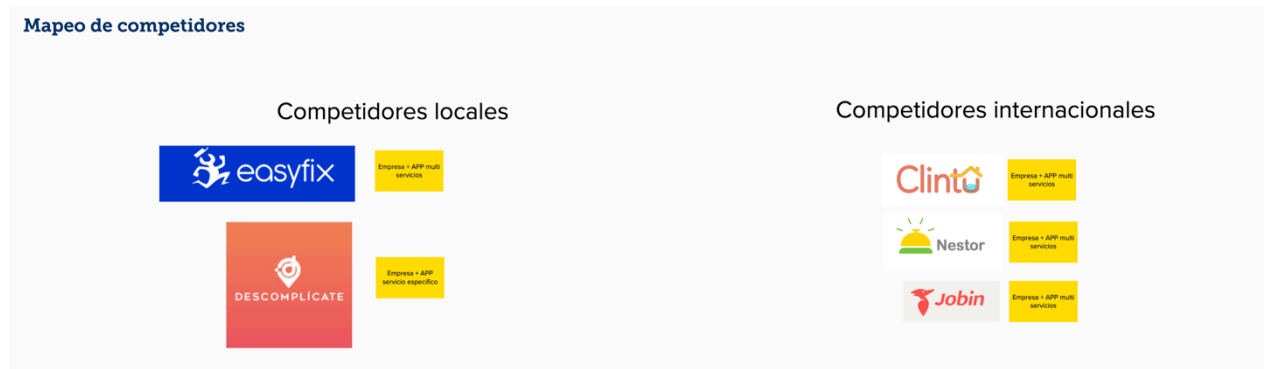 Mapeo de competidores
Competidores locales
easyfix
Empresa + APP multi
servicios
DESCOMPLÍCATE
Empresa + APP
servicio específico
Competidores internacionales
Clintu
Empresa + APP multi
servicios
Nestor
Empresa + APP multi
servicios
Jobin
Empresa + APP multi
servicios